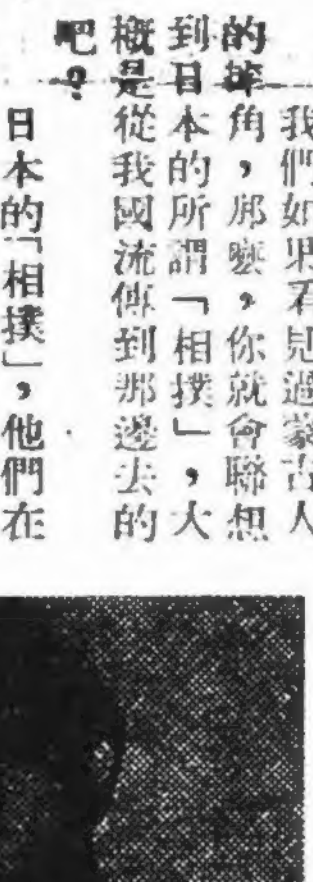 我們如果看見過蒙古人
的摔角，那麼，你就會聯想
到日本的所謂「相撲」，大
概是從我國流傳到那邊去的
吧？
日本的「相撲」，他們在